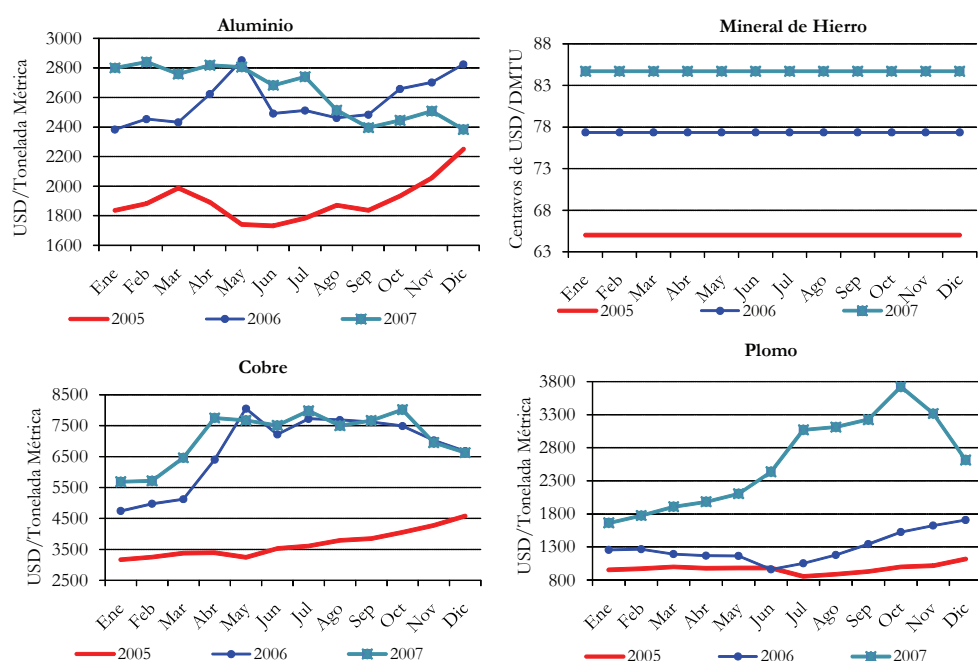 Aluminio
USD/Tonelada Métrica
3000
2800
2600
2400
2200
2000
1800
1600
Ene Feb Mar Abr May Jun Jul Ago Sep Oct Nov Dic
2005 2006 2007
Mineral de Hierro
Centavos de USD/DMTU
88
83
78
73
68
63
Ene Feb Mar Abr May Jun Jul Ago Sep Oct Nov Dic
2005 2006 2007
Cobre
USD/Tonelada Métrica
8500
7500
6500
5500
4500
3500
2500
Ene Feb Mar Abr May Jun Jul Ago Sep Oct Nov Dic
2005 2006 2007
Plomo
USD/Tonelada Métrica
3800
3300
2800
2300
1800
1300
800
Ene Feb Mar Abr May Jun Jul Ago Sep Oct Nov Dic
2005 2006 2007